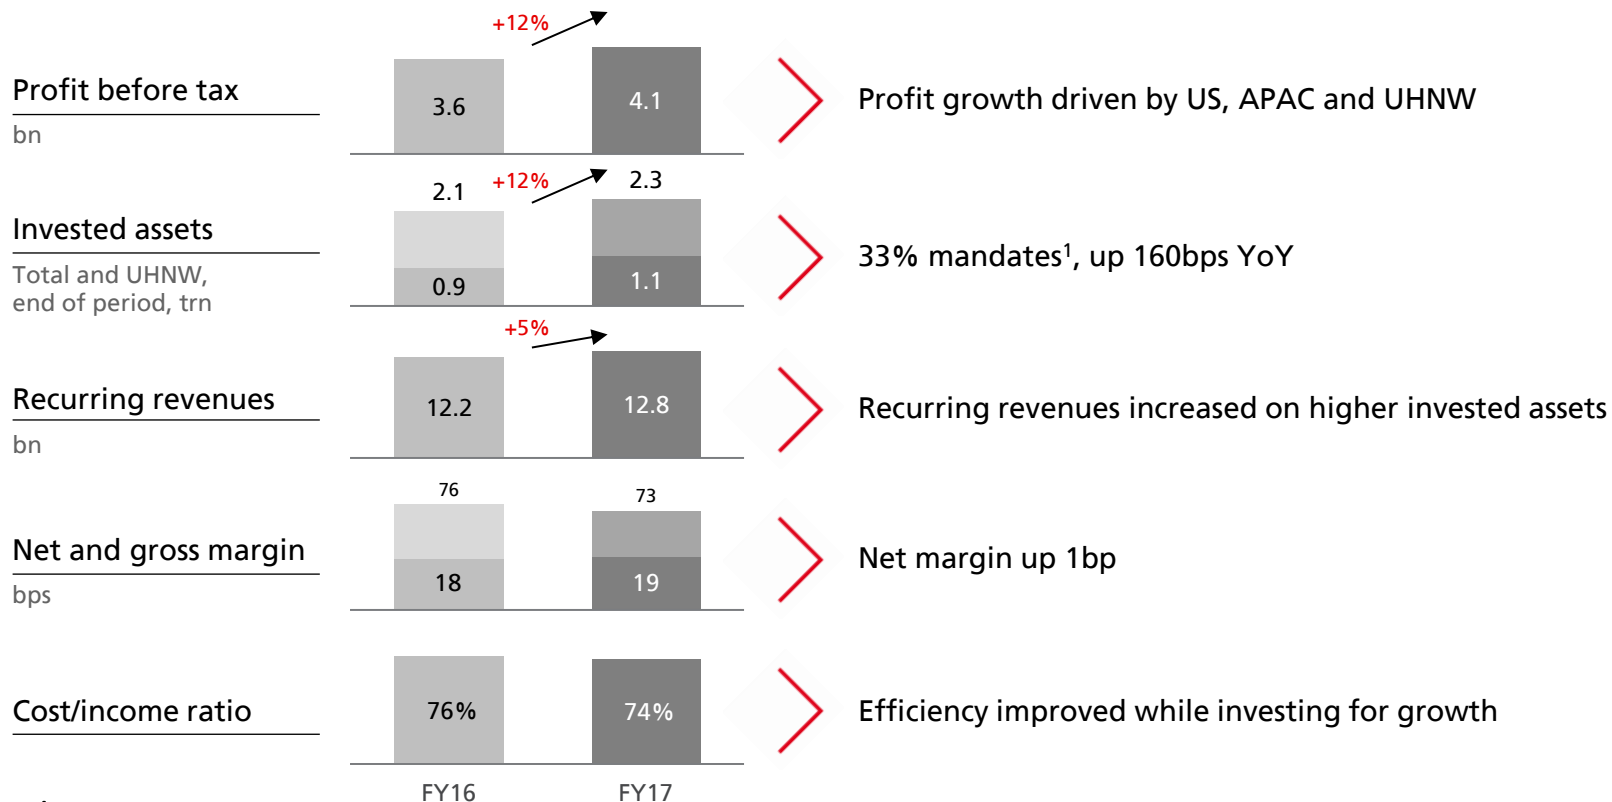 +12%
Profit before tax
bn
3.6
4.1
Profit growth driven by US, APAC and UHNW
2.1
+12%
2.3
Invested assets
Total and UHNW,
end of period, trn
0.9
1.1
33% mandates¹, up 160bps YoY
+5%
Recurring revenues
bn
12.2
12.8
Recurring revenues increased on higher invested assets
76
73
Net and gross margin
bps
18
19
Net margin up 1bp
Cost/income ratio
76%
74%
Efficiency improved while investing for growth
FY16
FY17